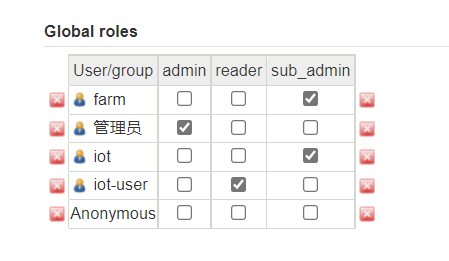 Global roles
User/group admin reader sub_admin
farm
管理员
iot
iot-user
Anonymous